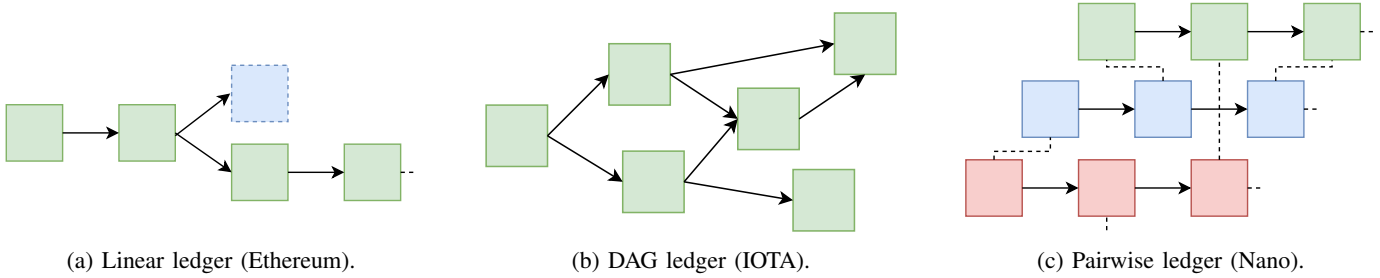 (a) Linear ledger (Ethereum).
(b) DAG ledger (IOTA).
(c) Pairwise ledger (Nano).